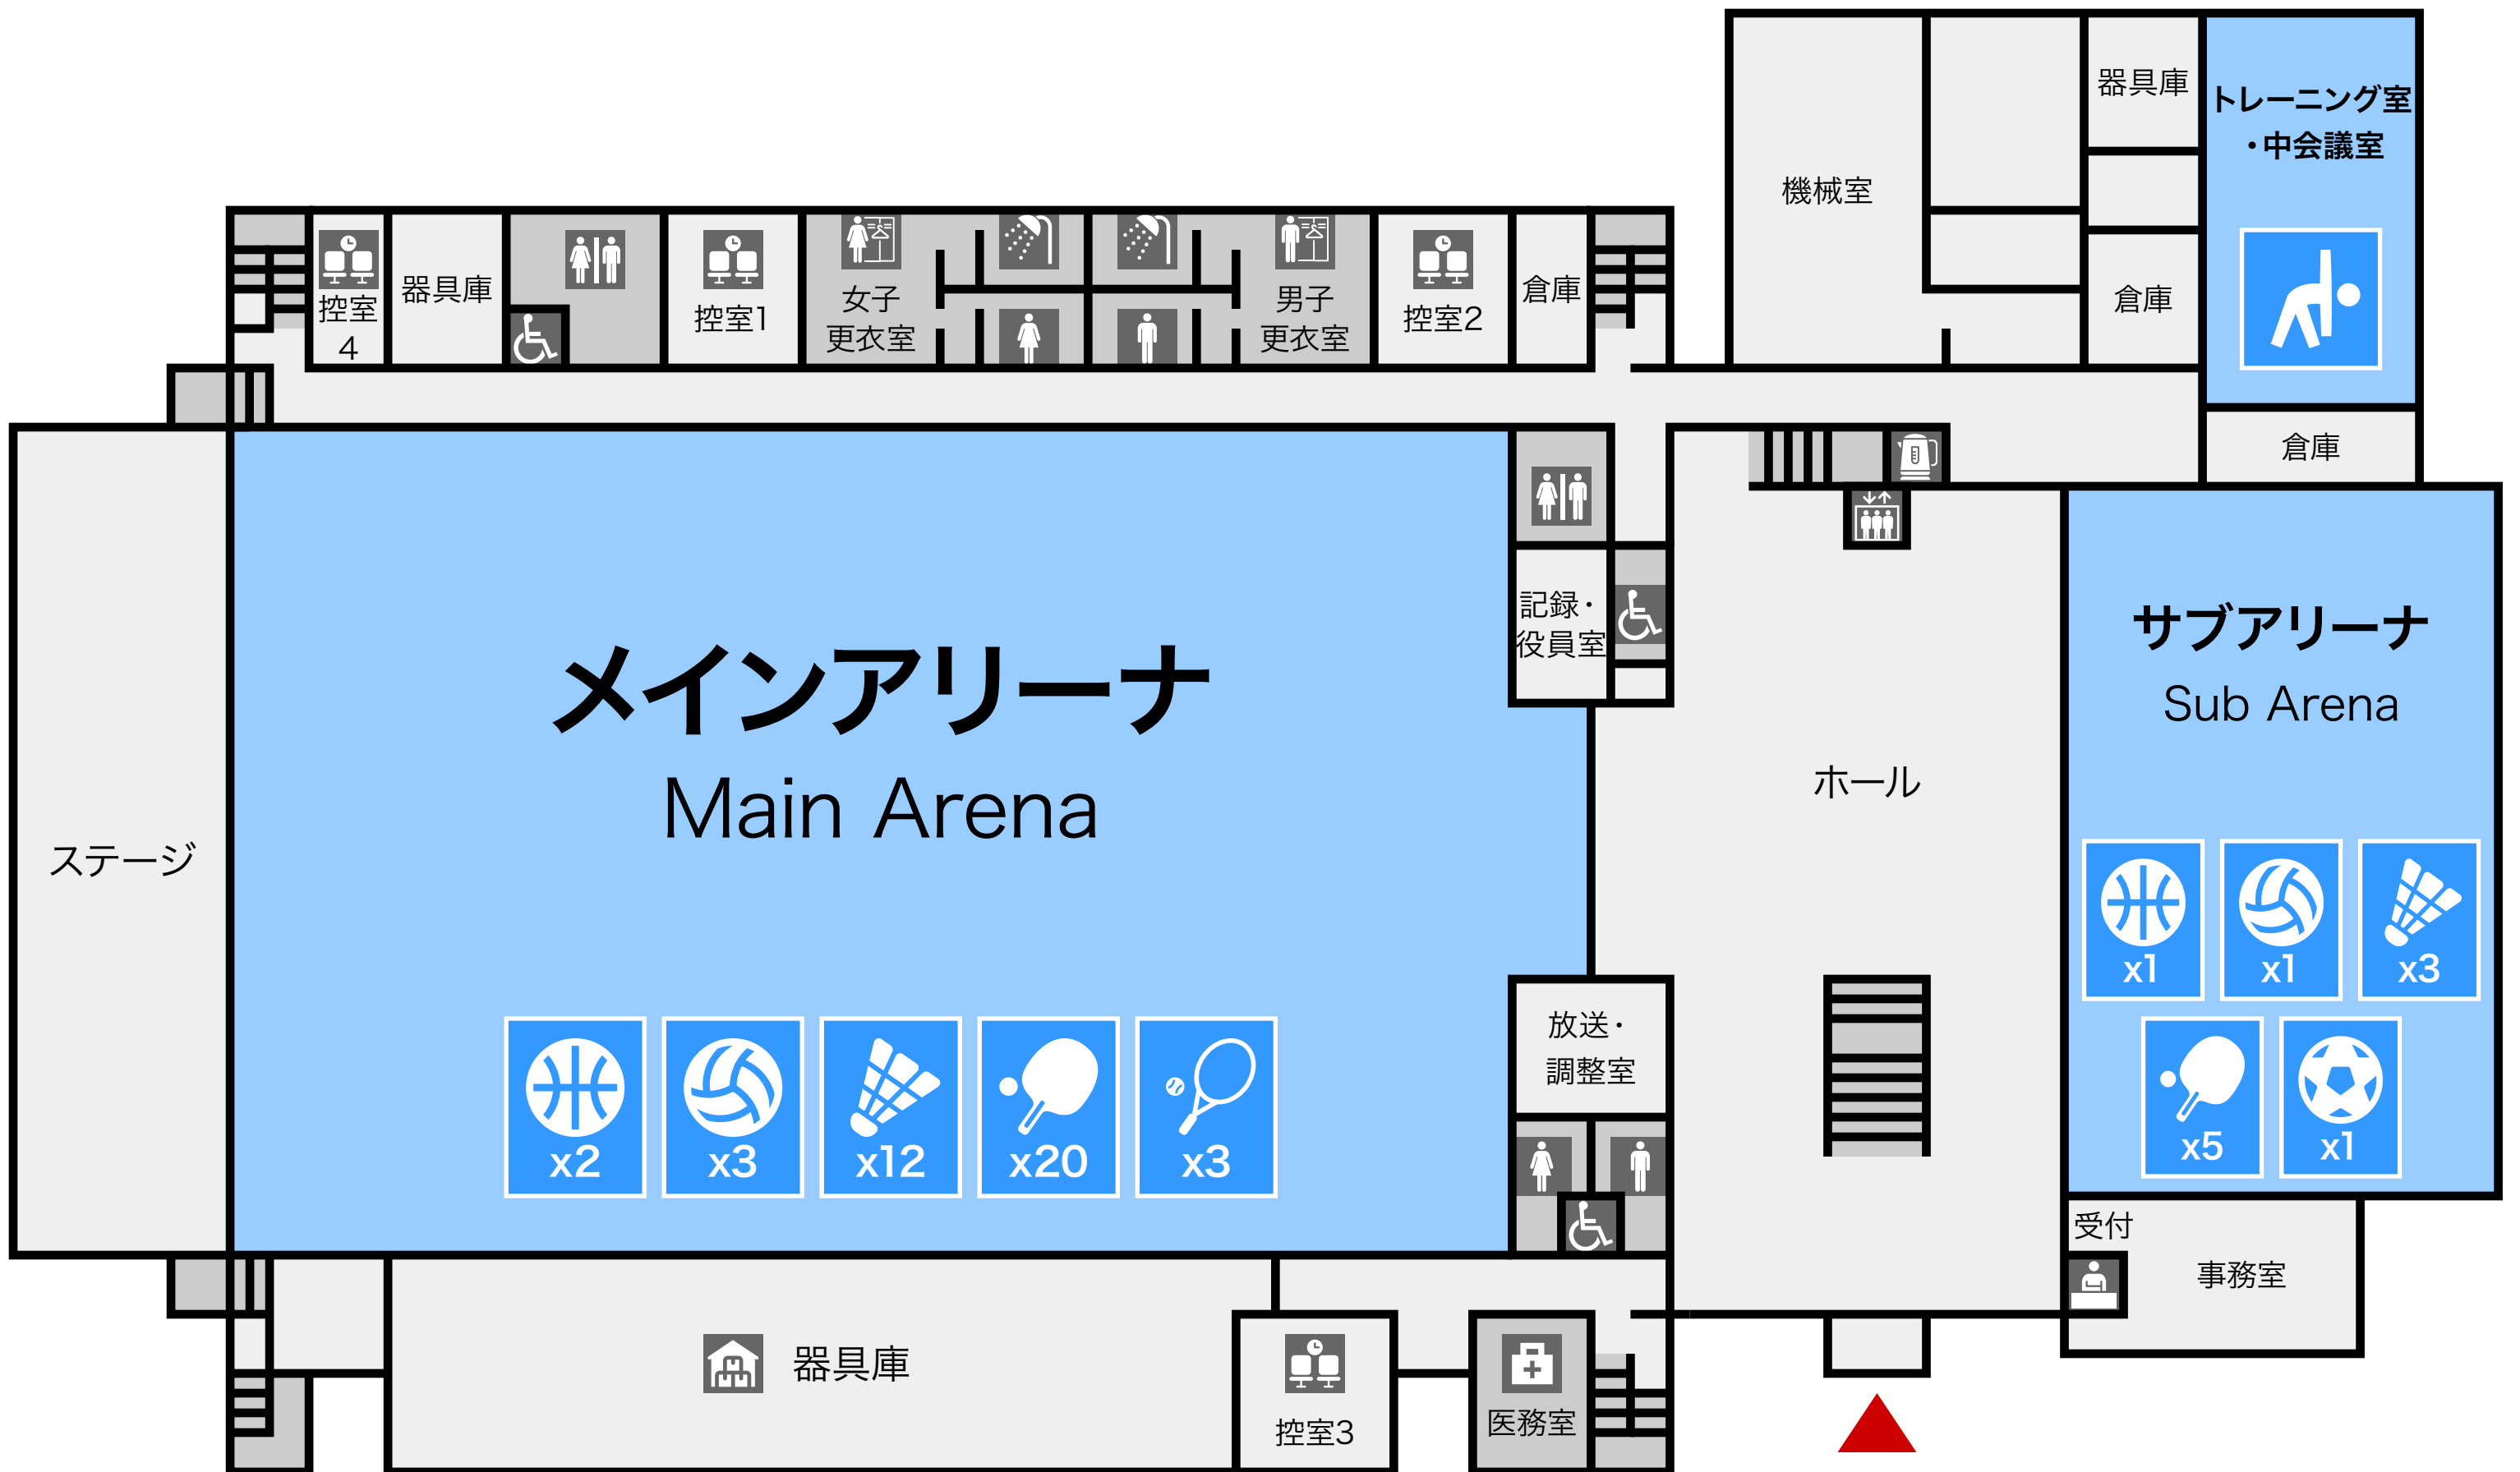 器具庫
トレーニング室
・中会議室
機械室
控室
4
器具庫
控室1
女子
更衣室
男子
更衣室
控室2
倉庫
倉庫
倉庫
記録・
役員室
サブアリーナ
Sub Arena
メインアリーナ
Main Arena
ホール
ステージ
x1
x1
x3
放送・
調整室
x2
x3
x12
x20
x3
x5
x1
受付
事務室
器具庫
控室3
医務室